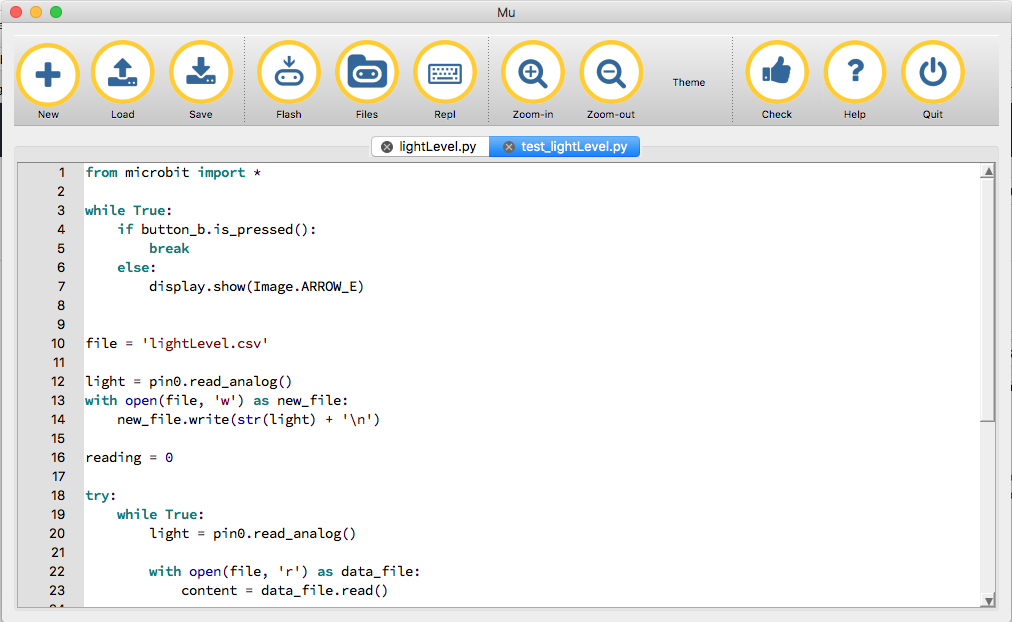 Mu
New Load Save Flash Files Repl Zoom-in Zoom-out Theme Check Help Quit
lightLevel.py test_lightLevel.py
1 from microbit import *
2
3 while True:
4     if button_b.is_pressed():
5         break
6     else:
7         display.show(Image.ARROW_E)
8
9
10 file = 'lightLevel.csv'
11
12 light = pin0.read_analog()
13 with open(file, 'w') as new_file:
14     new_file.write(str(light) + '\n')
15
16 reading = 0
17
18 try:
19     while True:
20         light = pin0.read_analog()
21
22         with open(file, 'r') as data_file:
23             content = data_file.read()